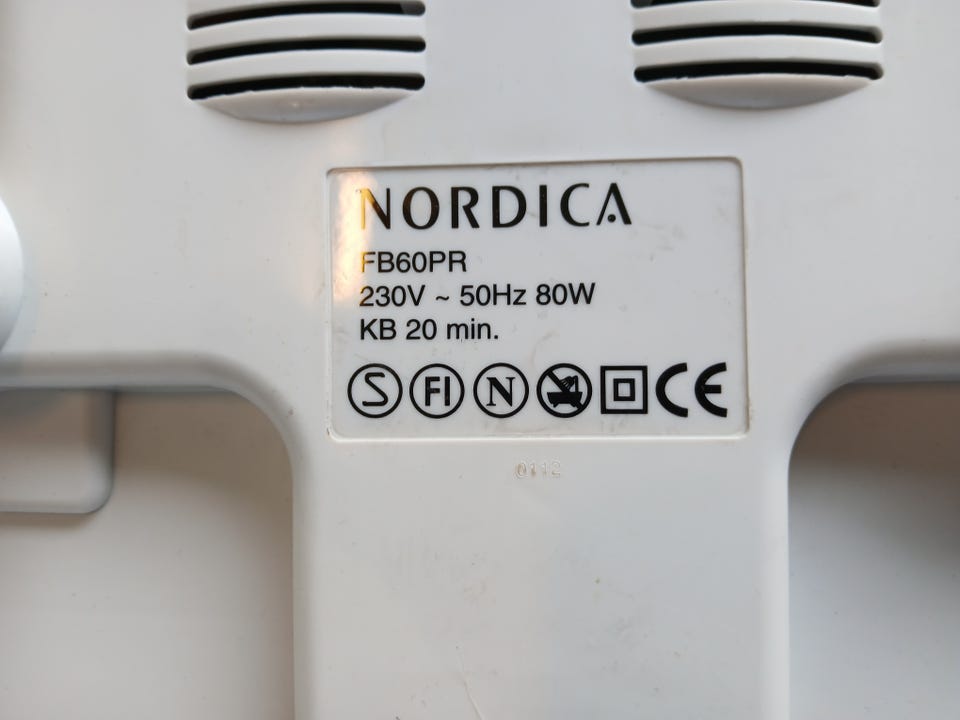 NORDICA
FB60PR
230V ~ 50Hz 80W
KB 20 min.
S FI N CE
0112